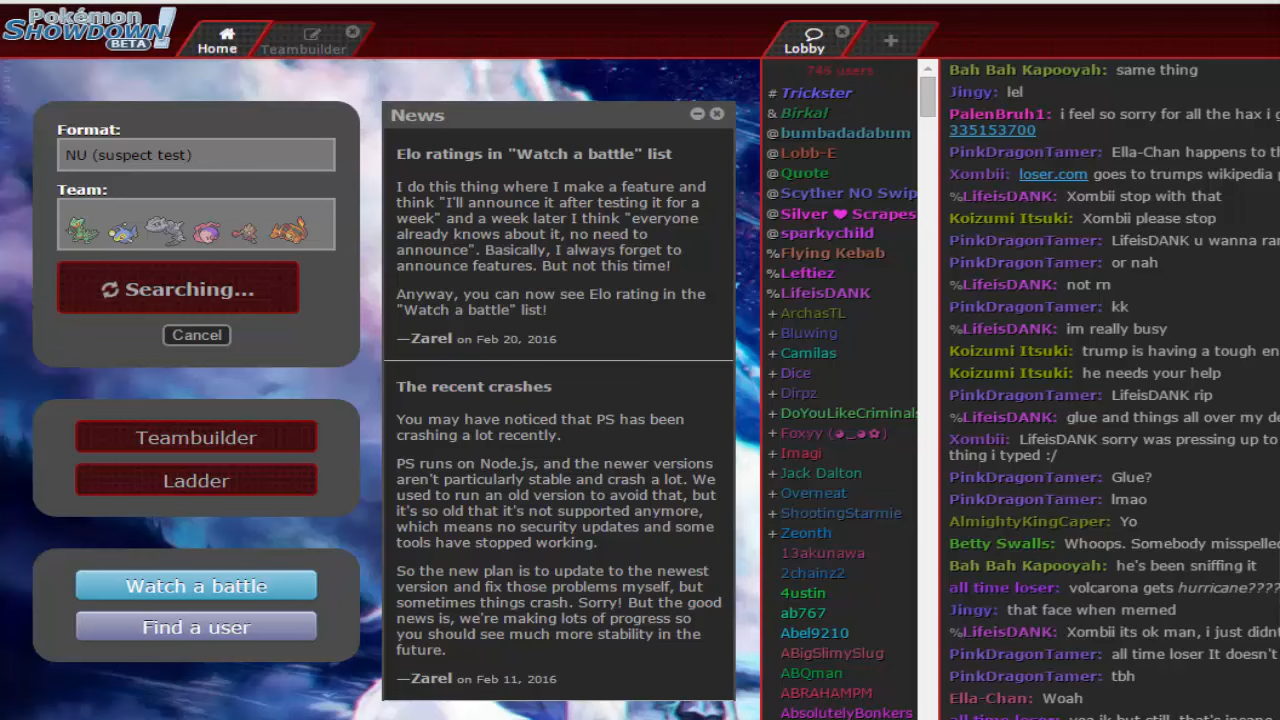 Pokémon
SHOWDOWN!
BETA
Home
Teambuilder
Lobby
Format:
NU (suspect test)
Team:
Searching...
Cancel
Teambuilder
Ladder
Watch a battle
Find a user
News
Elo ratings in "Watch a battle" list
I do this thing where I make a feature and
think "I'll announce it after testing it for a
week" and a week later I think "everyone
already knows about it, no need to
announce". Basically, I always forget to
announce features. But not this time!
Anyway, you can now see Elo rating in the
"Watch a battle" list!
—Zarel on Feb 20, 2016
The recent crashes
You may have noticed that PS has been
crashing a lot recently.
PS runs on Node.js, and the newer versions
aren't particularly stable and crash a lot. We
used to run an old version to avoid that, but
it's so old that it's not supported anymore,
which means no security updates and some
tools have stopped working.
So the new plan is to update to the newest
version and fix those problems myself, but
sometimes things crash. Sorry! But the good
news is, we're making lots of progress so
you should see much more stability in the
future.
—Zarel on Feb 11, 2016
746 users
# Trickster
& Birkal
@bumbadadabum
@Lobb-E
@Quote
@Scyther NO Swip
@Silver ❤ Scrapes
@sparkychild
%Flying Kebab
%Leftiez
%LifeisDANK
+ArchasTL
+Bluwing
+Camilas
+Dice
+Dirpz
+DoYouLikeCriminals
+Foxyy (◕‿◕✿)
+Imagi
+Jack Dalton
+Overneat
+ShootingStarmie
+Zeonth
13akunawa
2chainz2
4ustin
ab767
Abel9210
ABigSlimySlug
ABQman
ABRAHAMPM
AbsolutelyBonkers
Bah Bah Kapooyah: same thing
Jingy: lel
PalenBruh1: i feel so sorry for all the hax i g
335153700
PinkDragonTamer: Ella-Chan happens to th
Xombii: loser.com goes to trumps wikipedia p
%LifeisDANK: Xombii stop with that
Koizumi Itsuki: Xombii please stop
PinkDragonTamer: LifeisDANK u wanna ran
PinkDragonTamer: or nah
%LifeisDANK: not rn
PinkDragonTamer: kk
%LifeisDANK: im really busy
Koizumi Itsuki: trump is having a tough en
Koizumi Itsuki: he needs your help
PinkDragonTamer: LifeisDANK rip
%LifeisDANK: glue and things all over my de
Xombii: LifeisDANK sorry was pressing up to
thing i typed :/
PinkDragonTamer: Glue?
PinkDragonTamer: lmao
AlmightyKingCaper: Yo
Betty Swalls: Whoops. Somebody misspelled
Bah Bah Kapooyah: he's been sniffing it
all time loser: volcarona gets hurricane????
Jingy: that face when memed
%LifeisDANK: Xombii its ok man, i just didnt
PinkDragonTamer: all time loser It doesn't
PinkDragonTamer: tbh
Ella-Chan: Woah
all time loser: yea ik but still, that's insane